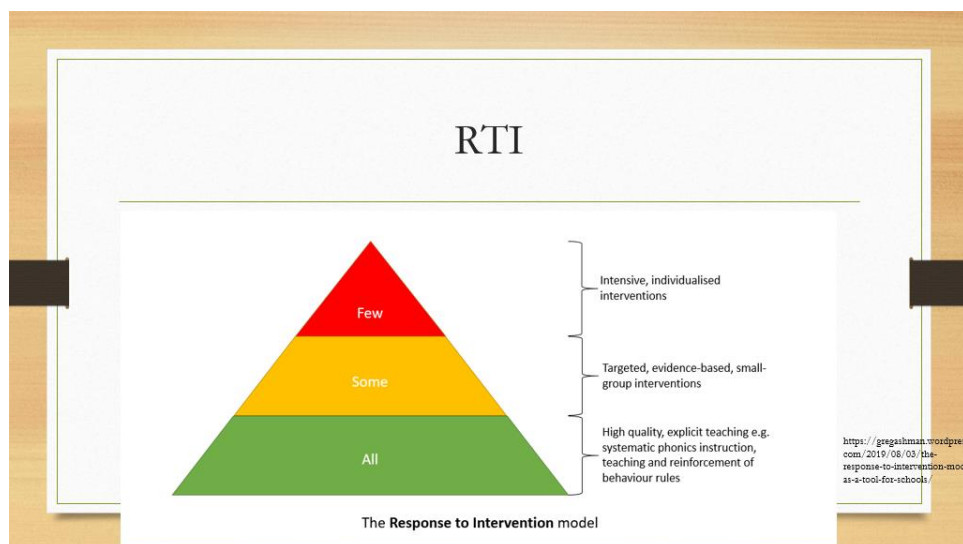 RTI
Few
Intensive, individualised
interventions
Some
Targeted, evidence-based, small-
group interventions
All
High quality, explicit teaching e.g.
systematic phonics instruction,
teaching and reinforcement of
behaviour rules
The Response to Intervention model
https://gregashman.wordpre
com/2019/08/03/the-
response-to-intervention-mod
as-a-tool-for-schools/